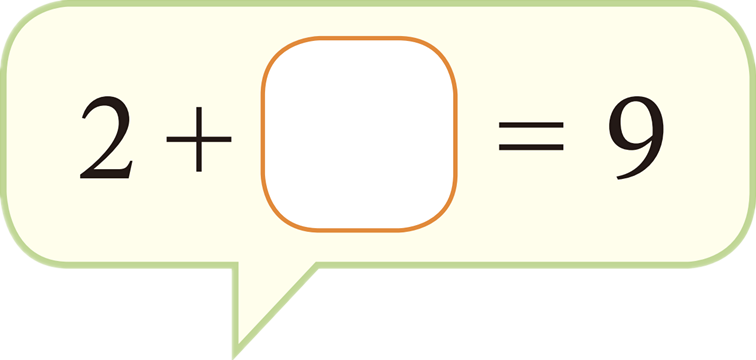 2 + □ = 9